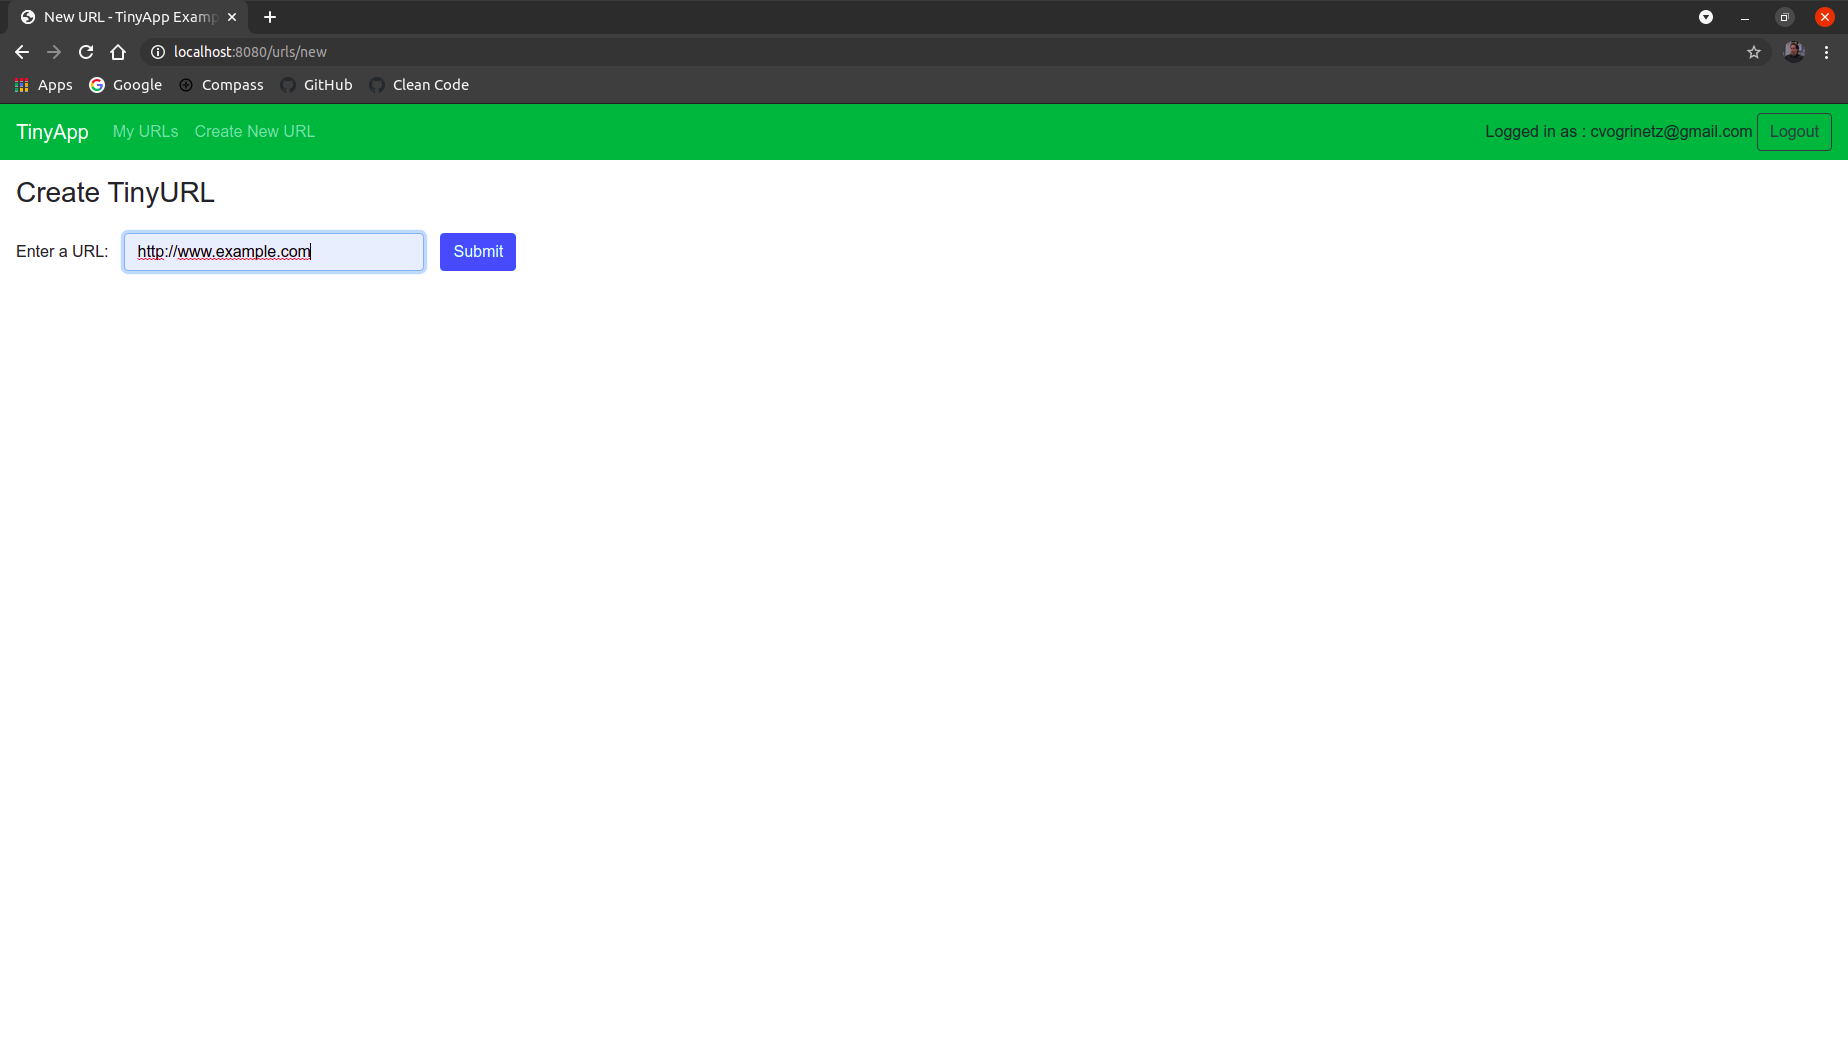 New URL - TinyApp Examp
localhost:8080/urls/new
Apps Google Compass GitHub Clean Code
TinyApp My URLs Create New URL Logged in as : cvogrinetz@gmail.com Logout
Create TinyURL
Enter a URL: http://www.example.com Submit